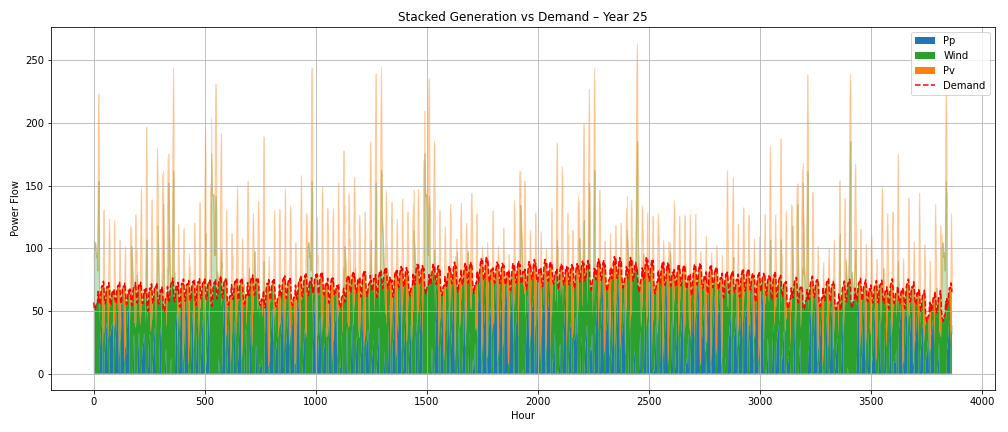 Stacked Generation vs Demand – Year 25
Power Flow
250
200
150
100
50
0
Pp
Wind
Pv
Demand
0 500 1000 1500 2000 2500 3000 3500 4000
Hour